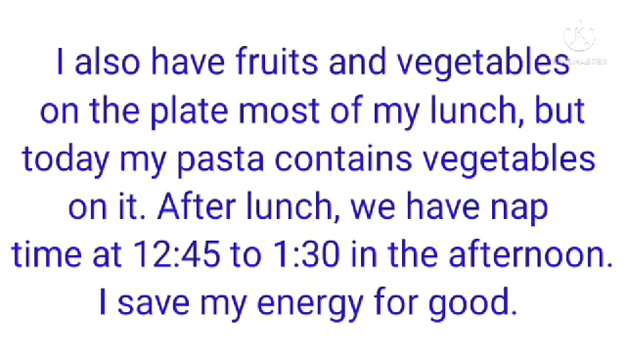 I also have fruits and vegetables
on the plate most of my lunch, but
today my pasta contains vegetables
on it. After lunch, we have nap
time at 12:45 to 1:30 in the afternoon.
I save my energy for good.